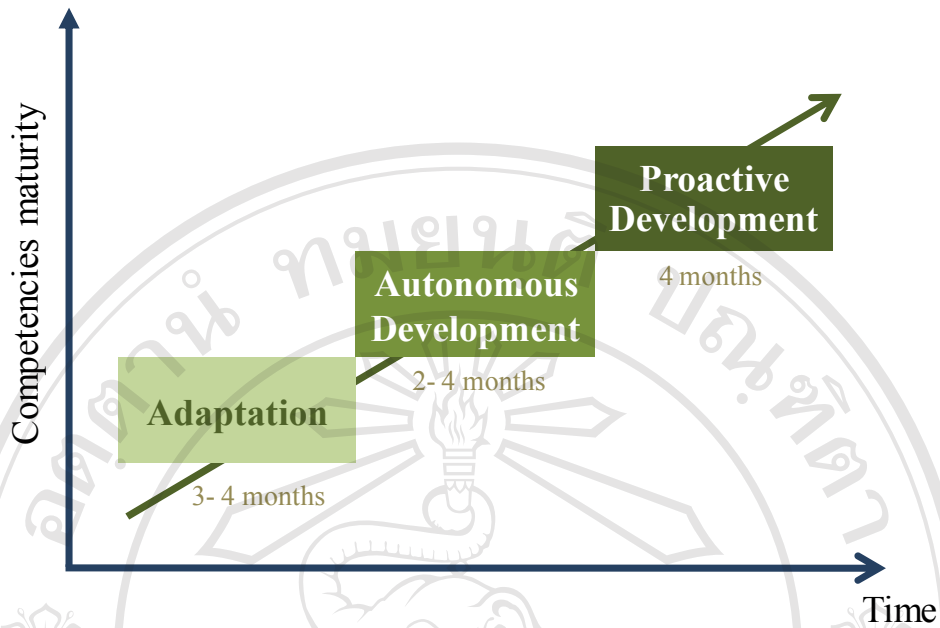 Competencies maturity
Proactive
Development
4 months
Autonomous
Development
2- 4 months
Adaptation
3- 4 months
Time